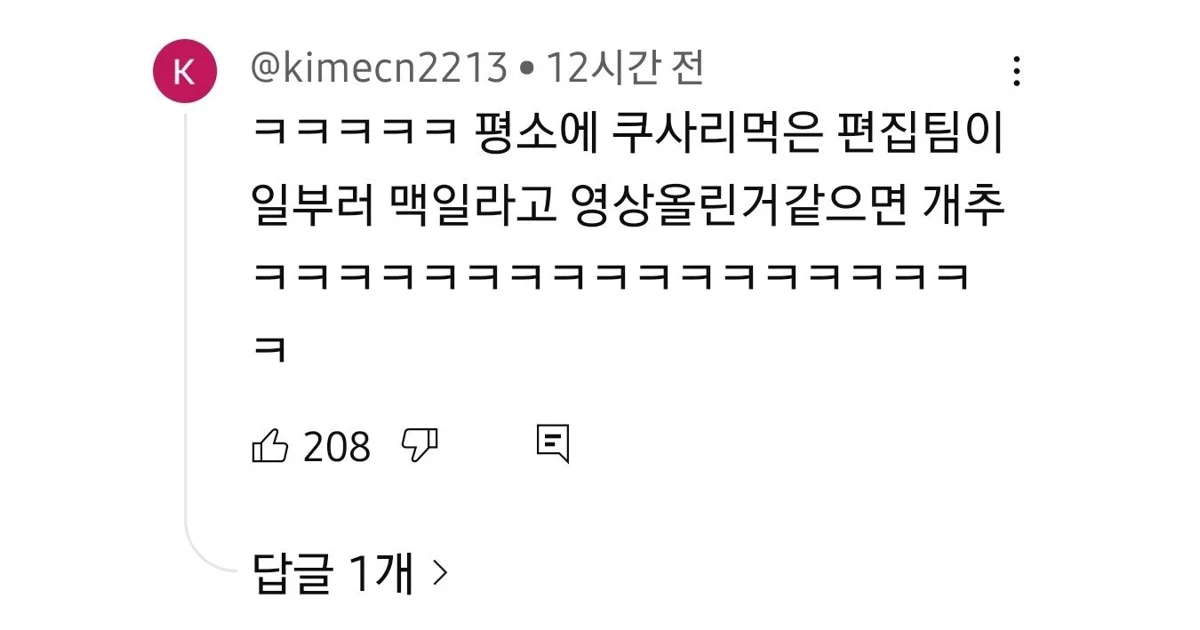 K
@kimecn2213 • 12시간 전
ㅋㅋㅋㅋㅋ 평소에 쿠사리먹은 편집팀이
일부러 맥일라고 영상올린거같으면 개추
ㅋㅋㅋㅋㅋㅋㅋㅋㅋㅋㅋㅋㅋㅋㅋㅋㅋ
ㅋ
208
답글 1개 >